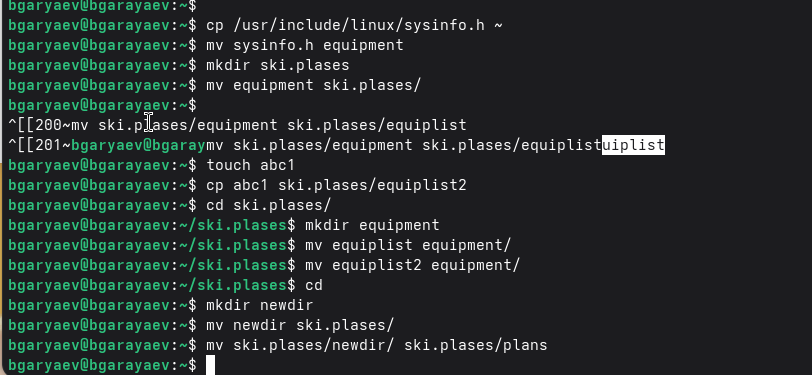 bgaryaev@bgarayaev:~$
bgaryaev@bgarayaev:~$ cp /usr/include/linux/sysinfo.h ~
bgaryaev@bgarayaev:~$ mv sysinfo.h equipment
bgaryaev@bgarayaev:~$ mkdir ski.plases
bgaryaev@bgarayaev:~$ mv equipment ski.plases/
bgaryaev@bgarayaev:~$
^[[200~mv ski.plases/equipment ski.plases/equiplist
^[[201~bgaryaev@bgaraymv ski.plases/equipment ski.plases/equiplistuiplist
bgaryaev@bgarayaev:~$ touch abc1
bgaryaev@bgarayaev:~$ cp abc1 ski.plases/equiplist2
bgaryaev@bgarayaev:~$ cd ski.plases/
bgaryaev@bgarayaev:~/ski.plases$ mkdir equipment
bgaryaev@bgarayaev:~/ski.plases$ mv equiplist equipment/
bgaryaev@bgarayaev:~/ski.plases$ mv equiplist2 equipment/
bgaryaev@bgarayaev:~/ski.plases$ cd
bgaryaev@bgarayaev:~$ mkdir newdir
bgaryaev@bgarayaev:~$ mv newdir ski.plases/
bgaryaev@bgarayaev:~$ mv ski.plases/newdir/ ski.plases/plans
bgaryaev@bgarayaev:~$